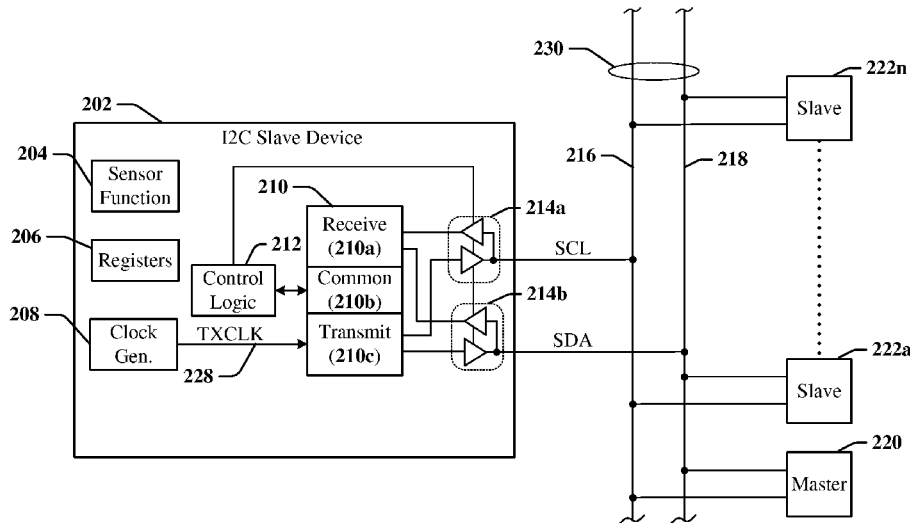 230
222n
Slave
202
I2C Slave Device
204
Sensor
Function
216
218
210
214a
Receive
(210a)
206
Registers
212
Control
Logic
SCL
Common
(210b)
214b
208
Clock
Gen.
TXCLK
228
Transmit
(210c)
SDA
222a
Slave
220
Master